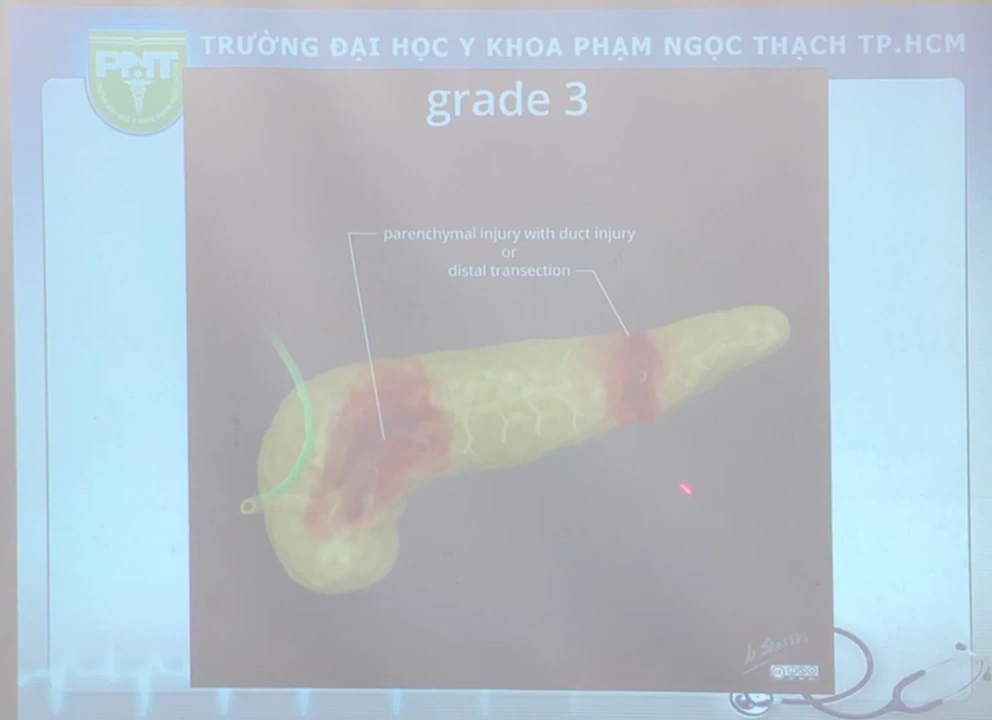 TRƯỜNG ĐẠI HỌC Y KHOA PHẠM NGỌC THẠCH TP.HCM
PNT
grade 3
parenchymal injury with duct injury
or
distal transection